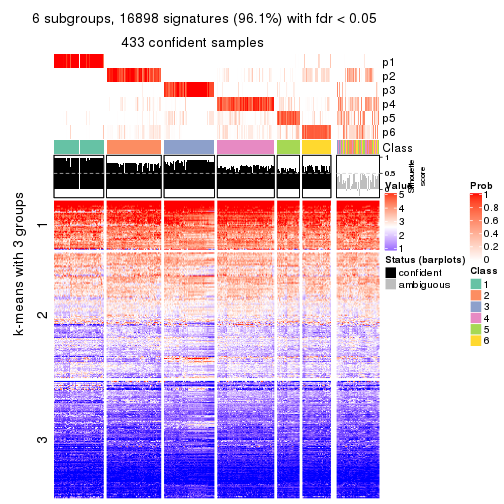 6 subgroups, 16898 signatures (96.1%) with fdr < 0.05
433 confident samples
p1
p2
p3
p4
p5
p6
Class
1
0.5
0
Silhouette
score
k-means with 3 groups
1
2
3
Value
5
4
3
2
1
Status (barplots)
confident
ambiguous
Prob
1
0.8
0.6
0.4
0.2
0
Class
1
2
3
4
5
6